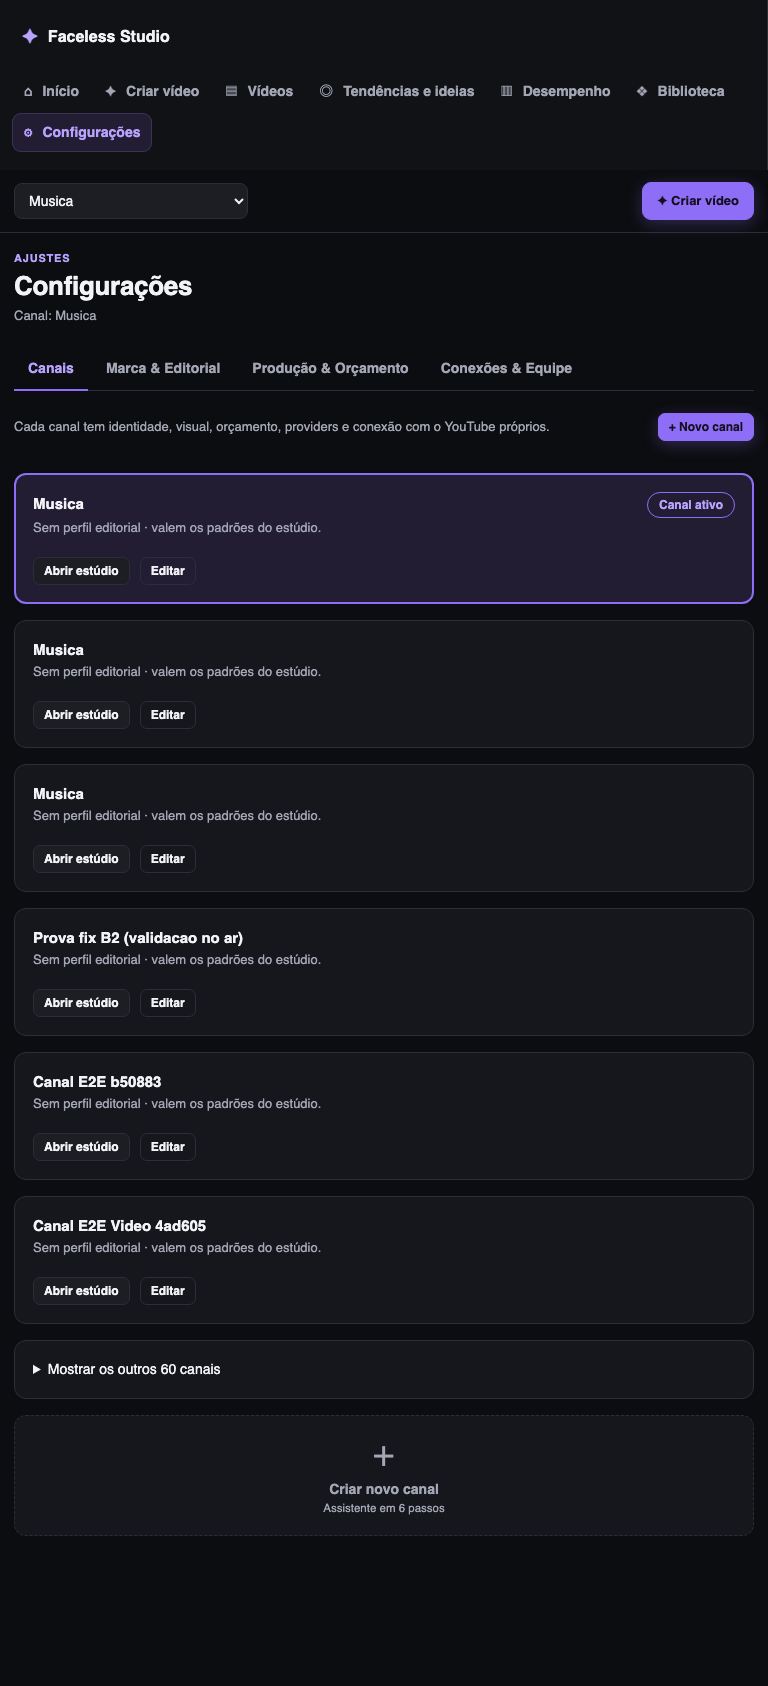 Faceless Studio
Início
Criar vídeo
Vídeos
Tendências e ideias
Desempenho
Biblioteca
Configurações
Musica
✦ Criar vídeo
AJUSTES
Configurações
Canal: Musica
Canais
Marca & Editorial
Produção & Orçamento
Conexões & Equipe
Cada canal tem identidade, visual, orçamento, providers e conexão com o YouTube próprios.
+ Novo canal
Musica
Canal ativo
Sem perfil editorial · valem os padrões do estúdio.
Abrir estúdio
Editar
Musica
Sem perfil editorial · valem os padrões do estúdio.
Abrir estúdio
Editar
Musica
Sem perfil editorial · valem os padrões do estúdio.
Abrir estúdio
Editar
Prova fix B2 (validacao no ar)
Sem perfil editorial · valem os padrões do estúdio.
Abrir estúdio
Editar
Canal E2E b50883
Sem perfil editorial · valem os padrões do estúdio.
Abrir estúdio
Editar
Canal E2E Video 4ad605
Sem perfil editorial · valem os padrões do estúdio.
Abrir estúdio
Editar
Mostrar os outros 60 canais
+
Criar novo canal
Assistente em 6 passos